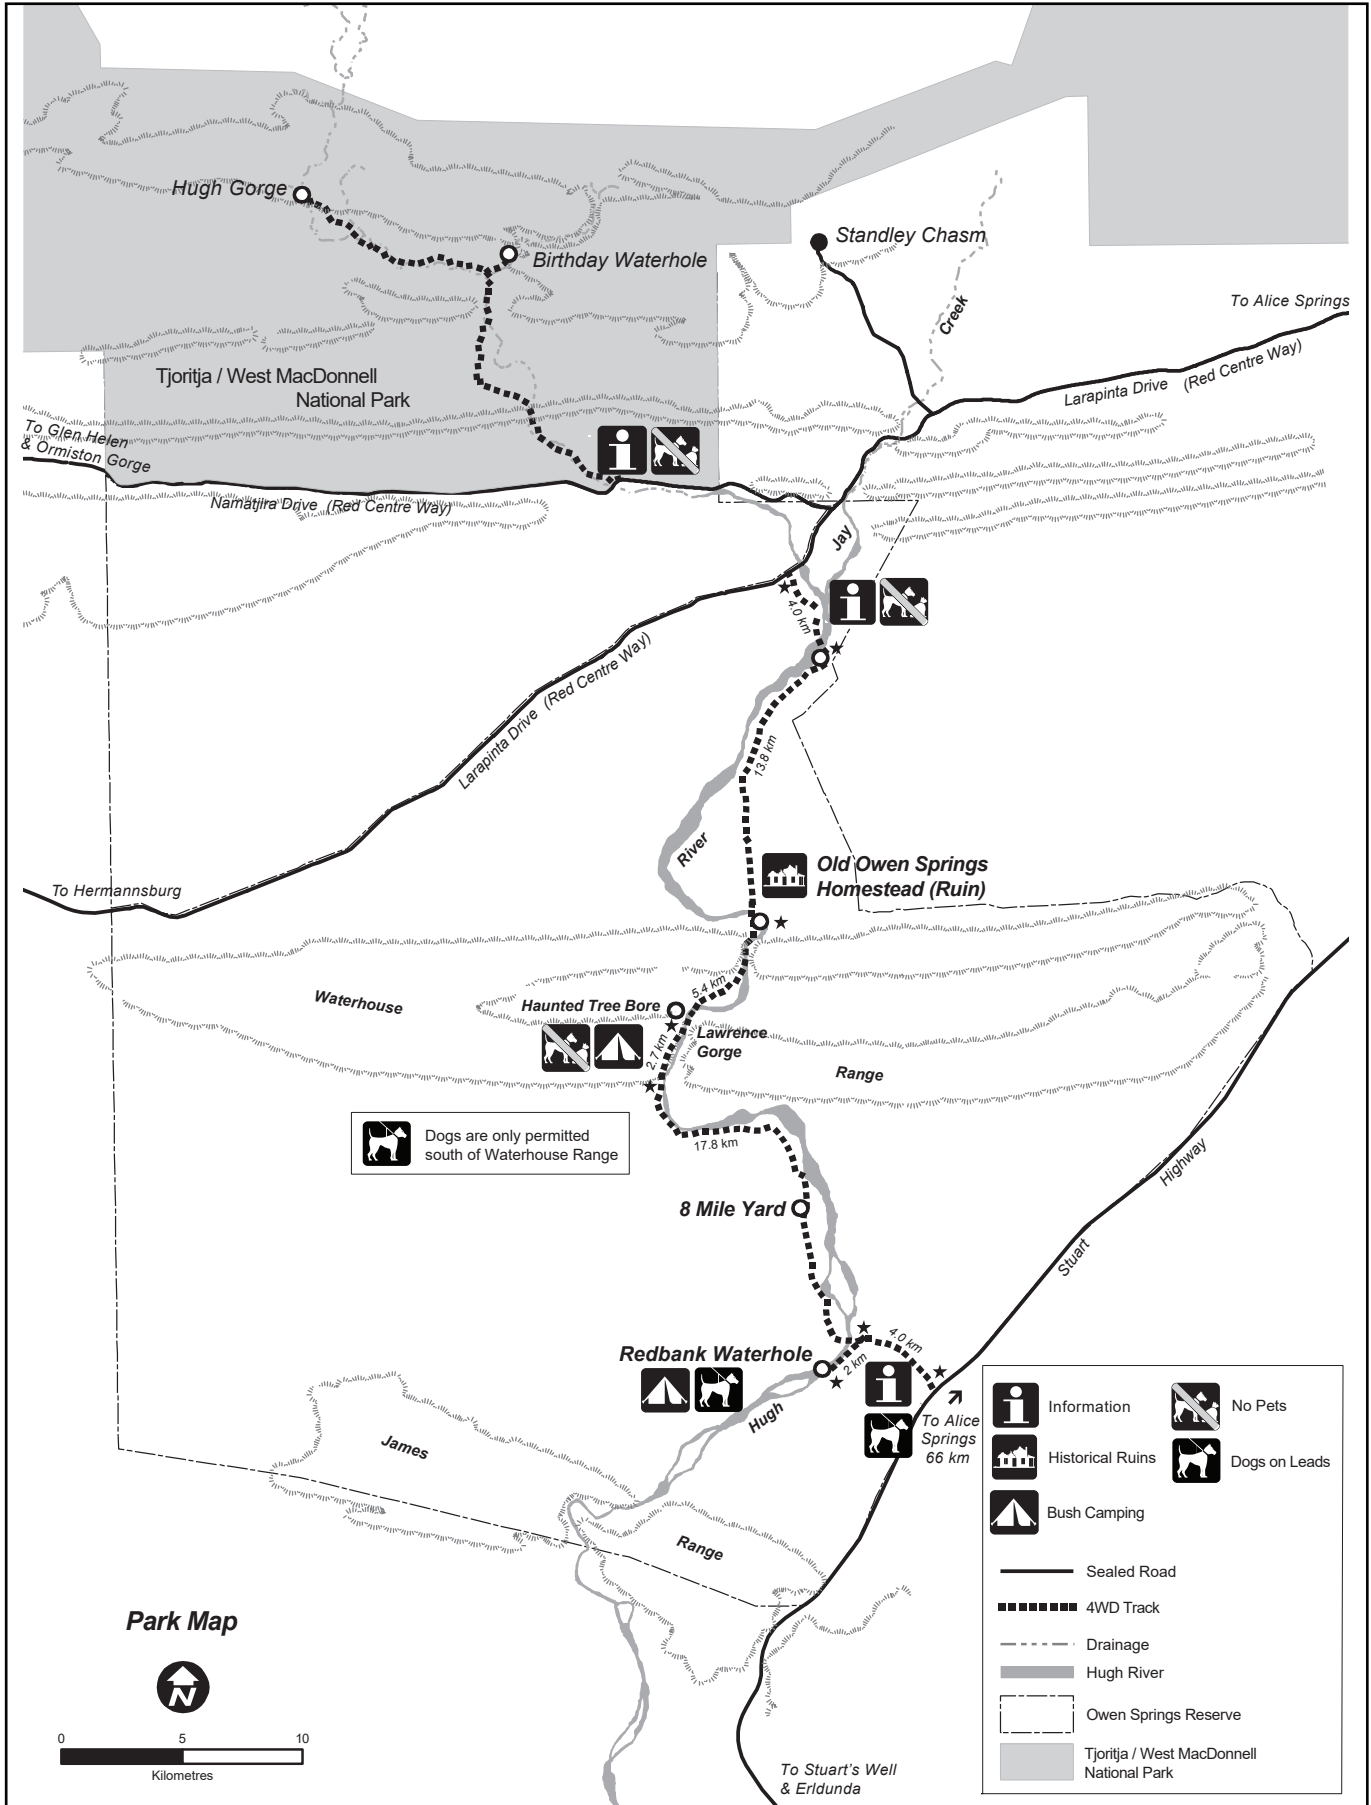 Hugh Gorge
Birthday Waterhole
Standley Chasm
Creek
To Alice Springs
Larapinta Drive (Red Centre Way)
Tjoritja / West MacDonnell
National Park
To Glen Helen
& Ormiston Gorge
Namatjira Drive (Red Centre Way)
Jay
4.0 km
Larapinta Drive (Red Centre Way)
13.8 km
River
Old Owen Springs
Homestead (Ruin)
To Hermannsburg
Waterhouse
Haunted Tree Bore
5.4 km
Lawrence
Gorge
2.7 km
Range
Dogs are only permitted
south of Waterhouse Range
17.8 km
Highway
8 Mile Yard
Stuart
Redbank Waterhole
4.0 km
2 km
Hugh
To Alice
Springs
66 km
James
Range
Information
No Pets
Historical Ruins
Dogs on Leads
Bush Camping
Sealed Road
4WD Track
Drainage
Hugh River
Owen Springs Reserve
Tjoritja / West MacDonnell
National Park
Park Map
N
0 5 10
Kilometres
To Stuart's Well
& Erldunda